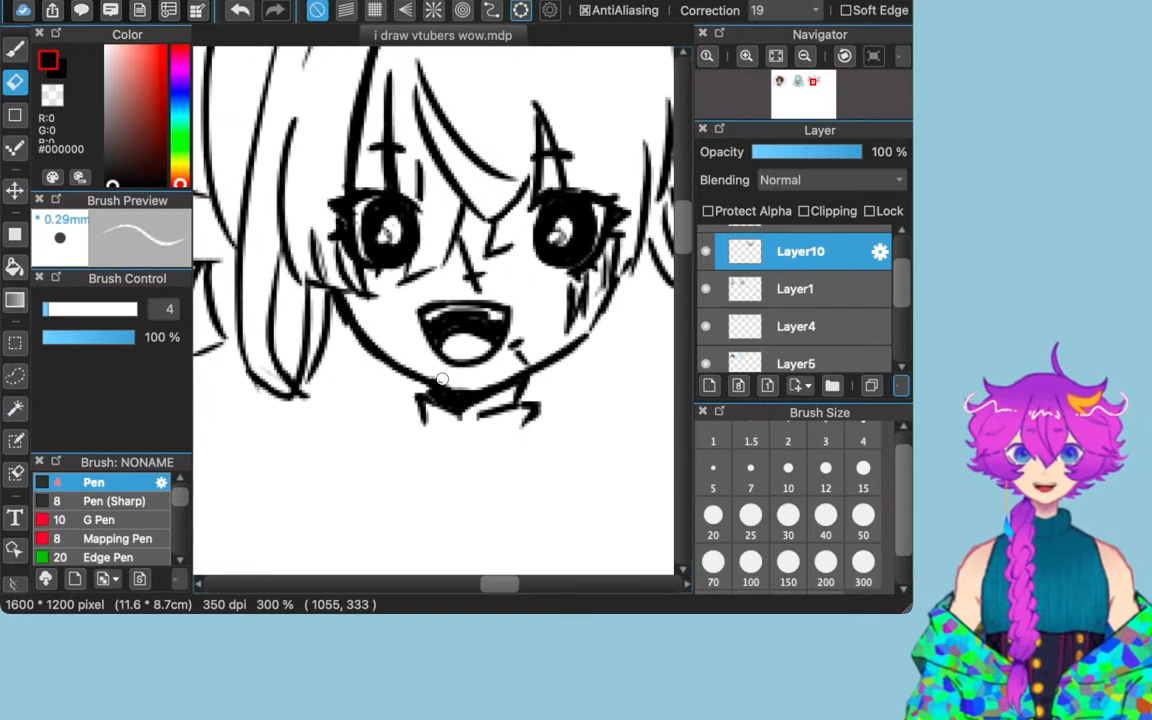 AntiAliasing Correction 19 Soft Edge
i draw vtubers wow.mdp
Color
R:0
G:0
B:0
#000000
Brush Preview
* 0.29mm
Brush Control
4
100 %
Brush: NONAME
4 Pen
8 Pen (Sharp)
10 G Pen
8 Mapping Pen
20 Edge Pen
1600 * 1200 pixel (11.6 * 8.7cm) 350 dpi 300 % ( 1055, 333 )
Navigator
Layer
Opacity 100 %
Blending Normal
Protect Alpha Clipping Lock
Layer10
Layer1
Layer4
Layer5
Brush Size
1 1.5 2 3 4
5 7 10 12 15
20 25 30 40 50
70 100 150 200 300